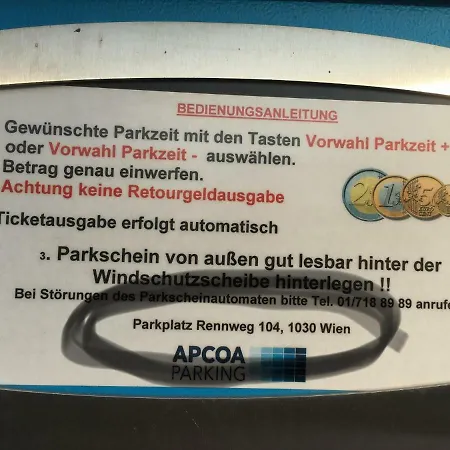 BEDIENUNGSANLEITUNG
Gewünschte Parkzeit mit den Tasten Vorwahl Parkzeit +
oder Vorwahl Parkzeit - auswählen.
Betrag genau einwerfen.
Achtung keine Retourgeldausgabe
Ticketausgabe erfolgt automatisch
3. Parkschein von außen gut lesbar hinter der
Windschutzscheibe hinterlegen !!
Bei Störungen des Parkscheinautomaten bitte Tel. 01/718 89 89 anrufe
Parkplatz Rennweg 104, 1030 Wien
APCOA
PARKING